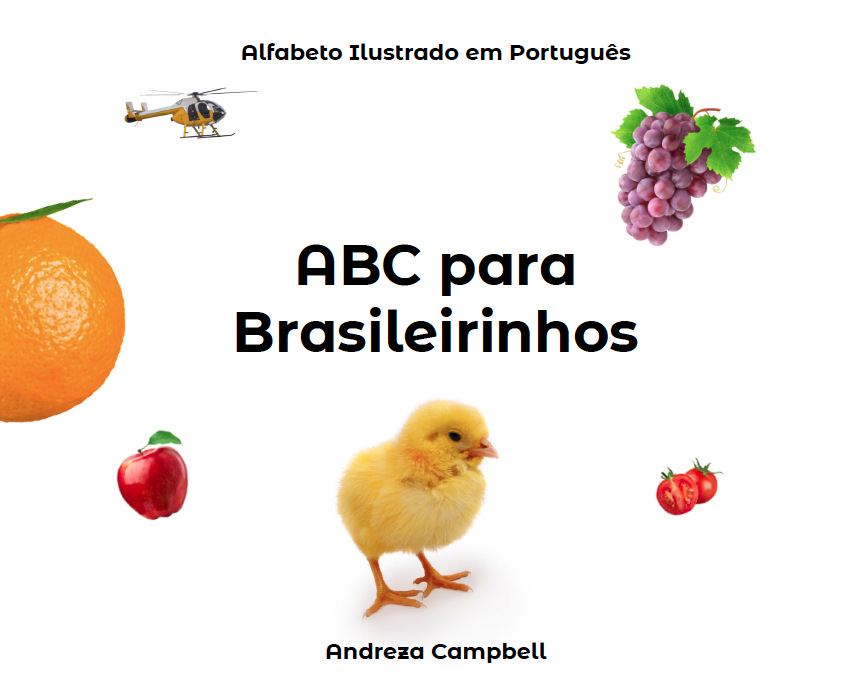 Alfabeto Ilustrado em Português
ABC para
Brasileirinhos
Andreza Campbell